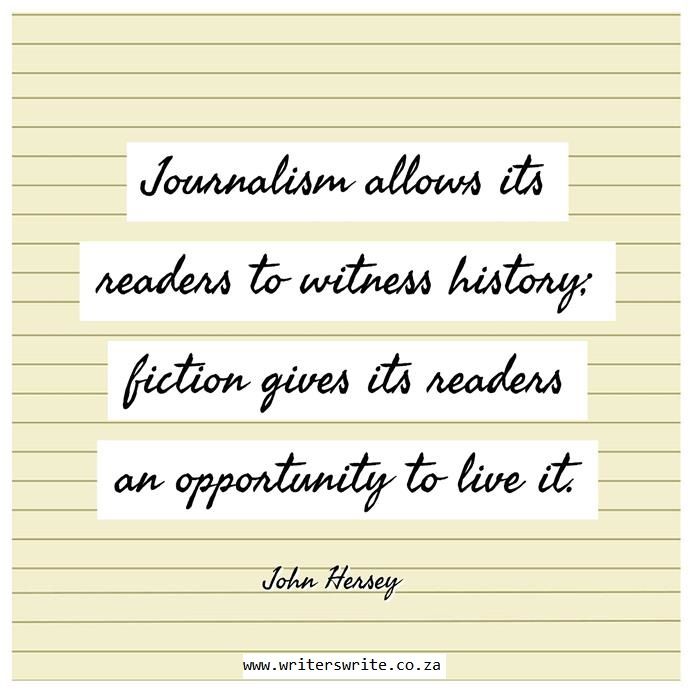 Journalism allows its
readers to witness history;
fiction gives its readers
an opportunity to live it.
John Hersey
www.writerswrite.co.za